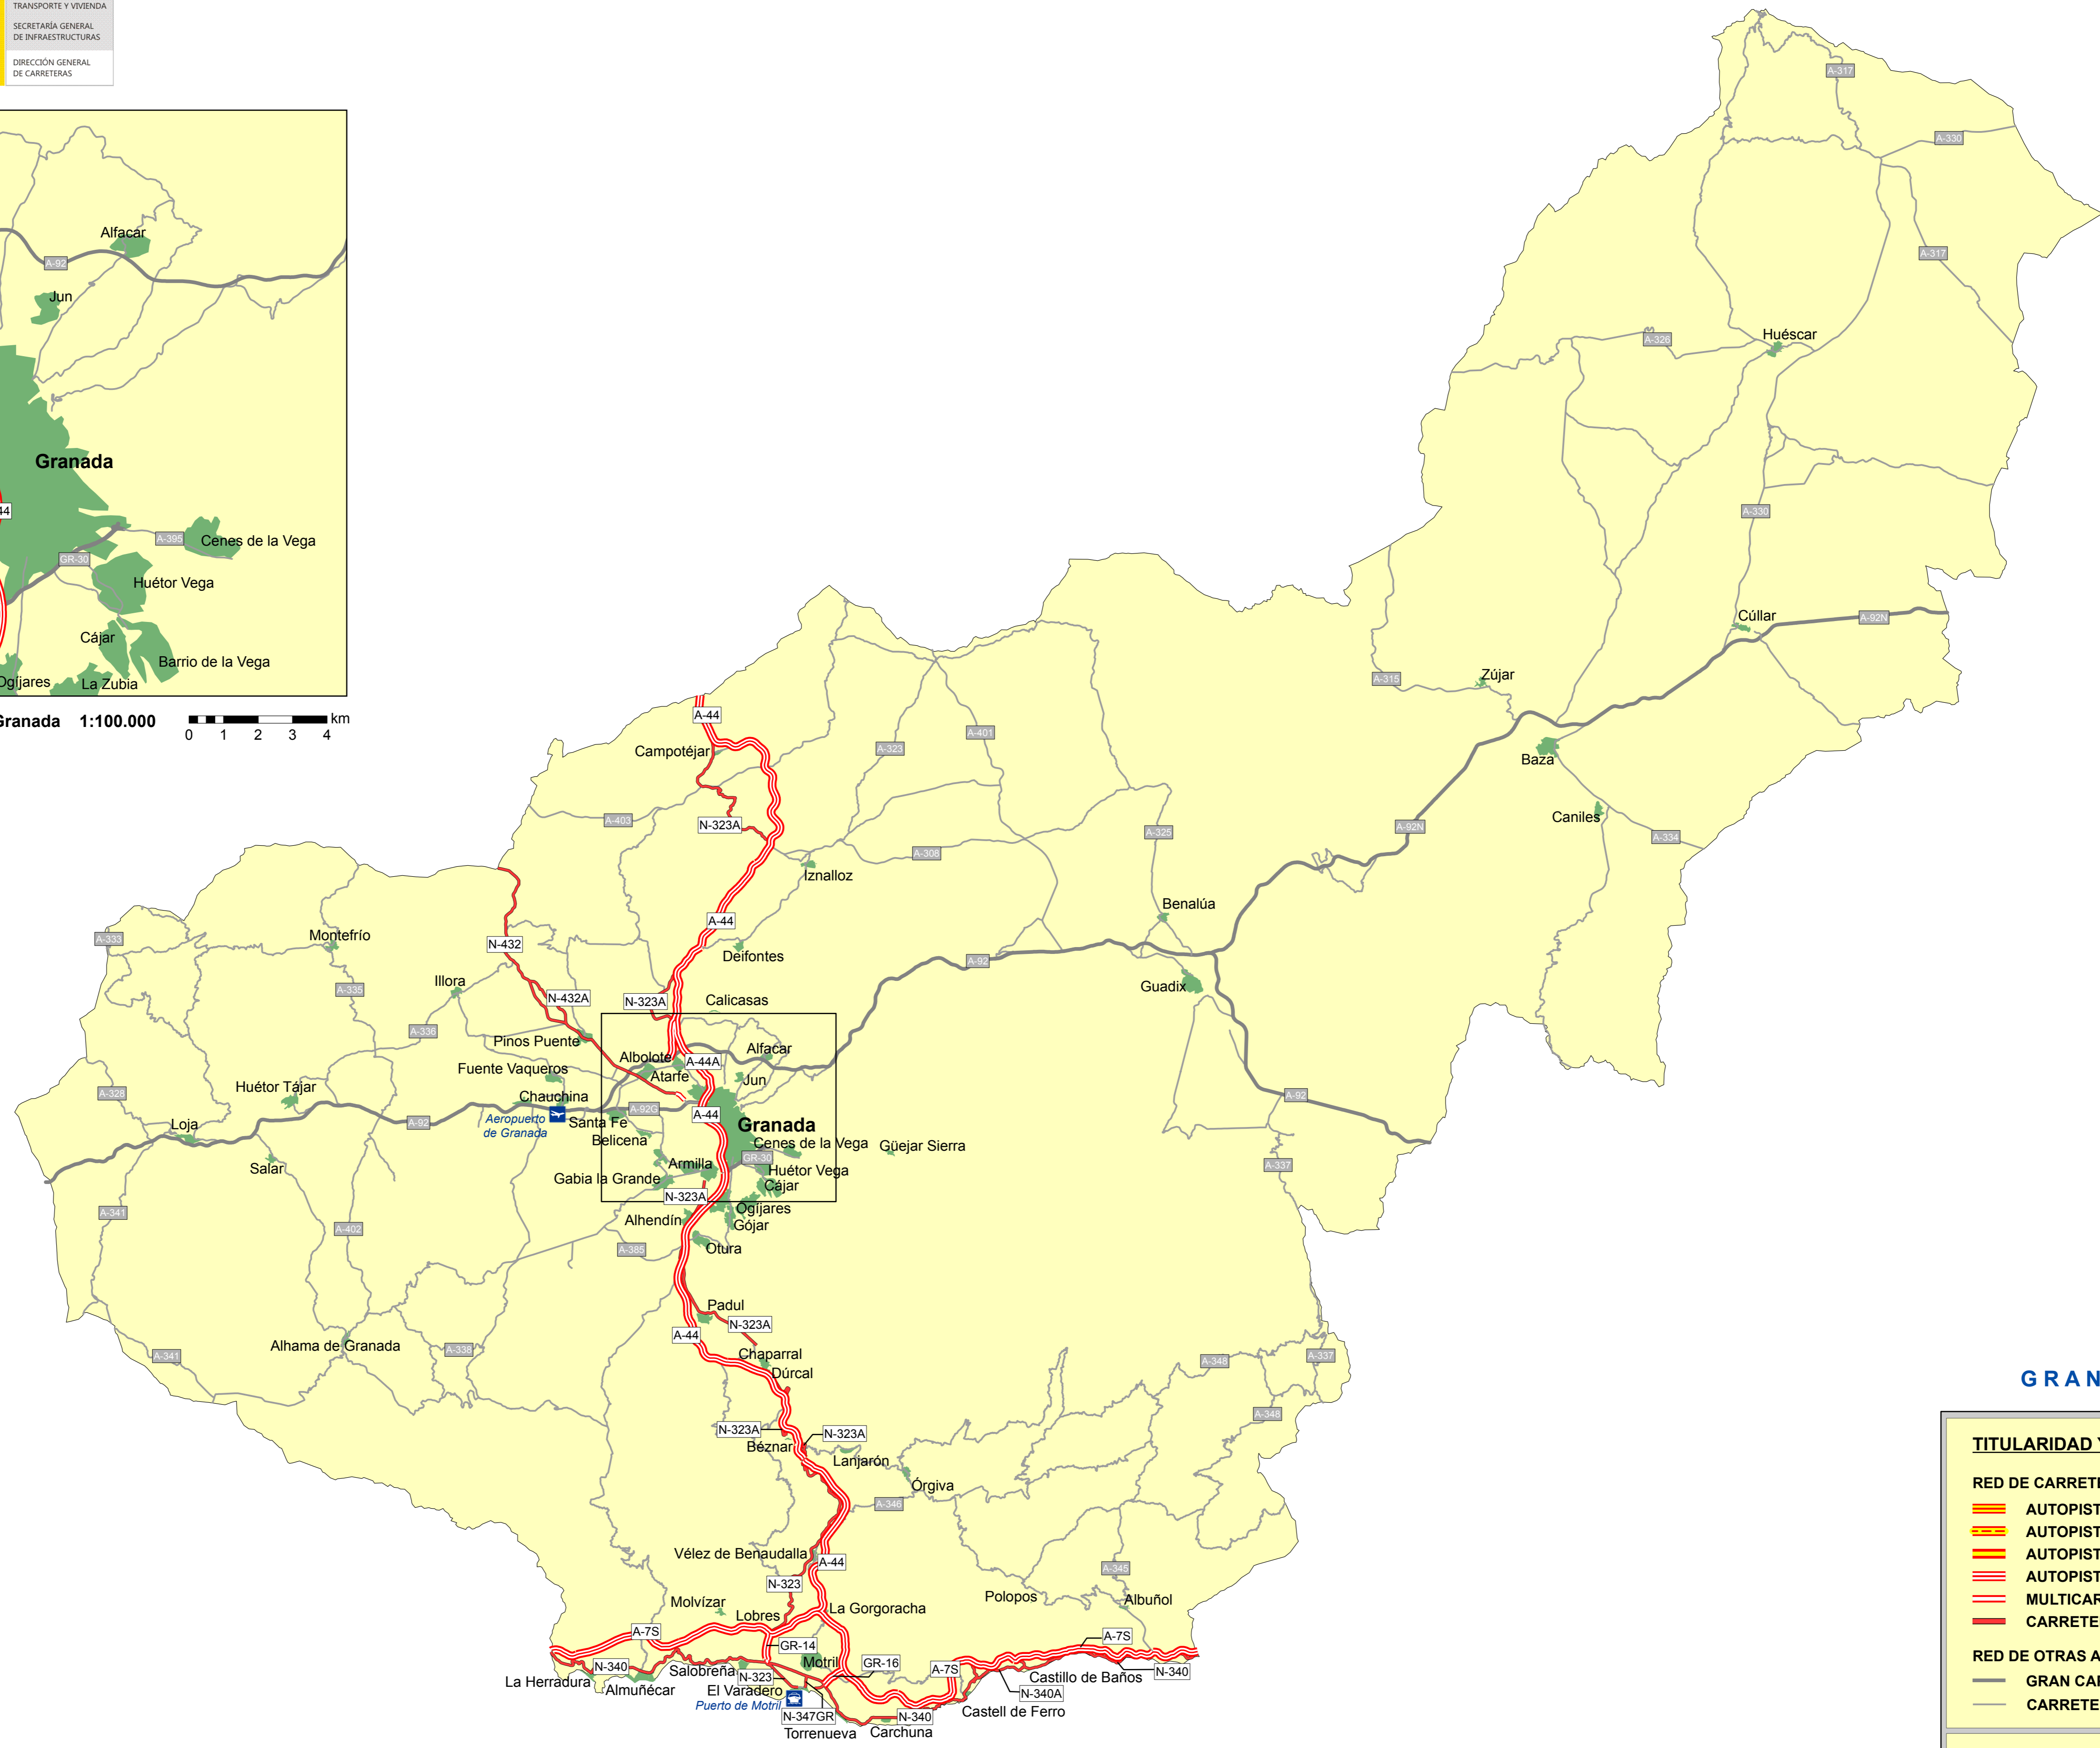 TRANSPORTE Y VIVIENDA
SECRETARÍA GENERAL
DE INFRAESTRUCTURAS
DIRECCIÓN GENERAL
DE CARRETERAS
Alfacar
A-92
Jun
Granada
44
A-395
Cenes de la Vega
GR-30
Huétor Vega
Cájar
Barrio de la Vega
Ogíjares
La Zubia
Granada 1:100.000
km
0 1 2 3 4
A-317
A-330
A-317
A-326
Huéscar
A-330
Cúllar
A-92N
A-315
Zújar
Baza
Caniles
A-334
A-92N
A-44
Campotéjar
A-323
A-401
A-403
N-323A
A-325
A-308
Iznalloz
Benalúa
A-44
Deifontes
A-92
Guadix
A-333
Montefrío
N-432
Illora
A-335
N-432A
N-323A
Calicasas
A-336
Pinos Puente
Albolote
A-44A
Alfacar
Fuente Vaqueros
Atarfe
Jun
Huétor Tájar
A-328
Chauchina
A-92G
A-44
A-92
Aeropuerto
de Granada
Santa Fe
Granada
Loja
A-92
Belicena
Cenes de la Vega
Güejar Sierra
Salar
Armilla
GR-30
Huétor Vega
A-337
Gabia la Grande
Cájar
N-323A
Ogíjares
A-341
A-402
Alhendín
Gójar
A-385
Otura
Padul
N-323A
A-44
Alhama de Granada
A-338
A-341
Chaparral
Dúrcal
A-348
A-337
A-348
N-323A
N-323A
Béznar
Lanjarón
Órgiva
A-346
Vélez de Benaudalla
A-44
N-323
A-345
Polopos
Albuñol
Molvízar
Lobres
La Gorgoracha
A-7S
GR-14
A-7S
Motril
GR-16
A-7S
N-340
Salobreña
N-323
Castillo de Baños
N-340
La Herradura
Almuñécar
El Varadero
N-340A
Puerto de Motril
N-347GR
N-340
Castell de Ferro
Torrenueva
Carchuna
GRAN
TITULARIDAD Y
RED DE CARRETE
AUTOPIST
AUTOPIST
AUTOPIST
AUTOPIST
MULTICAR
CARRETE
RED DE OTRAS A
GRAN CAP
CARRETE